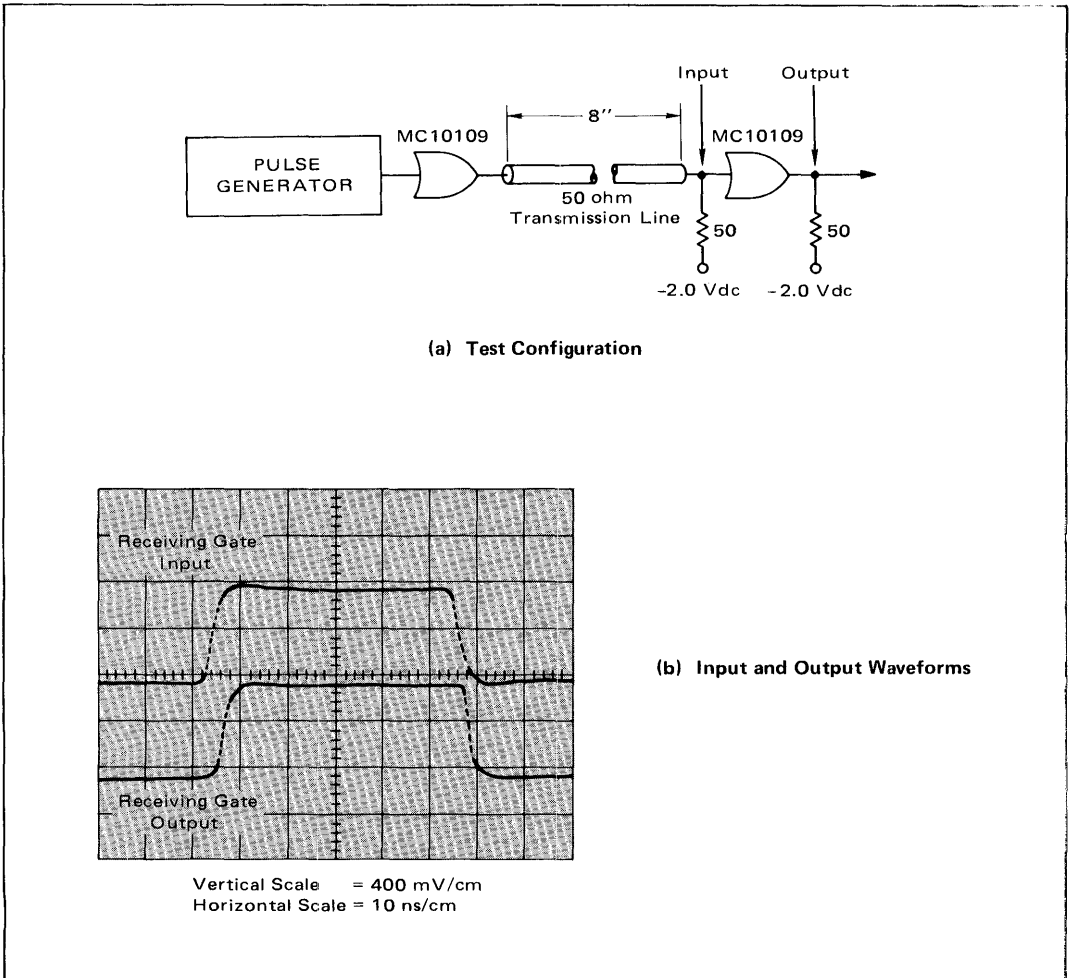 Input
Output
8''
MC10109
MC10109
PULSE
GENERATOR
50 ohm
Transmission Line
50
50
-2.0 Vdc
-2.0 Vdc
(a) Test Configuration
Receiving Gate
Input
(b) Input and Output Waveforms
Receiving Gate
Output
Vertical Scale = 400 mV/cm
Horizontal Scale = 10 ns/cm